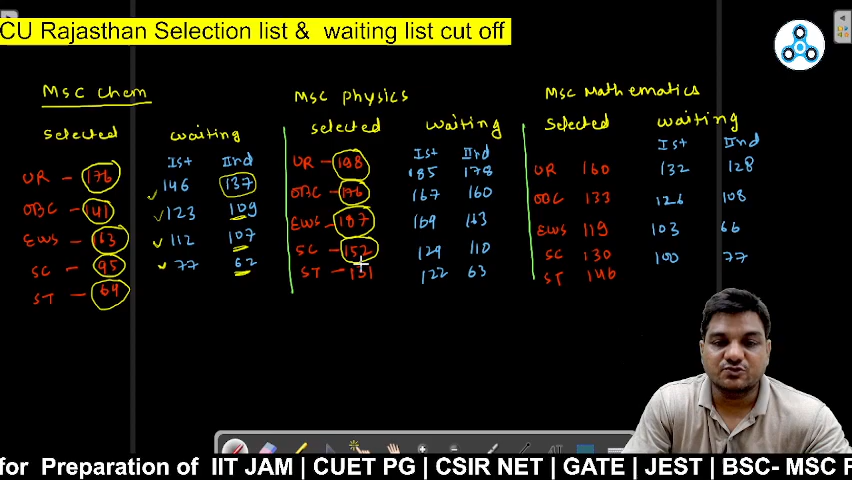 CU Rajasthan Selection list & waiting list cut off
MSC Chem
Selected waiting
Ist IInd
UR - 176 146 137
OBC - 141 123 109
EWS - 163 112 107
SC - 95 77 62
ST - 64
MSC Physics
Selected waiting
Ist IInd
UR - 198 185 178
OBC - 176 167 160
EWS - 187 169 163
SC - 152 129 110
ST - 131 122 63
MSC Mathematics
Selected waiting
Ist IInd
UR 160 132 128
OBC 133 126 108
EWS 119 103 66
SC 130 100 77
ST 146
for Preparation of IIT JAM | CUET PG | CSIR NET | GATE | JEST | BSC- MSC